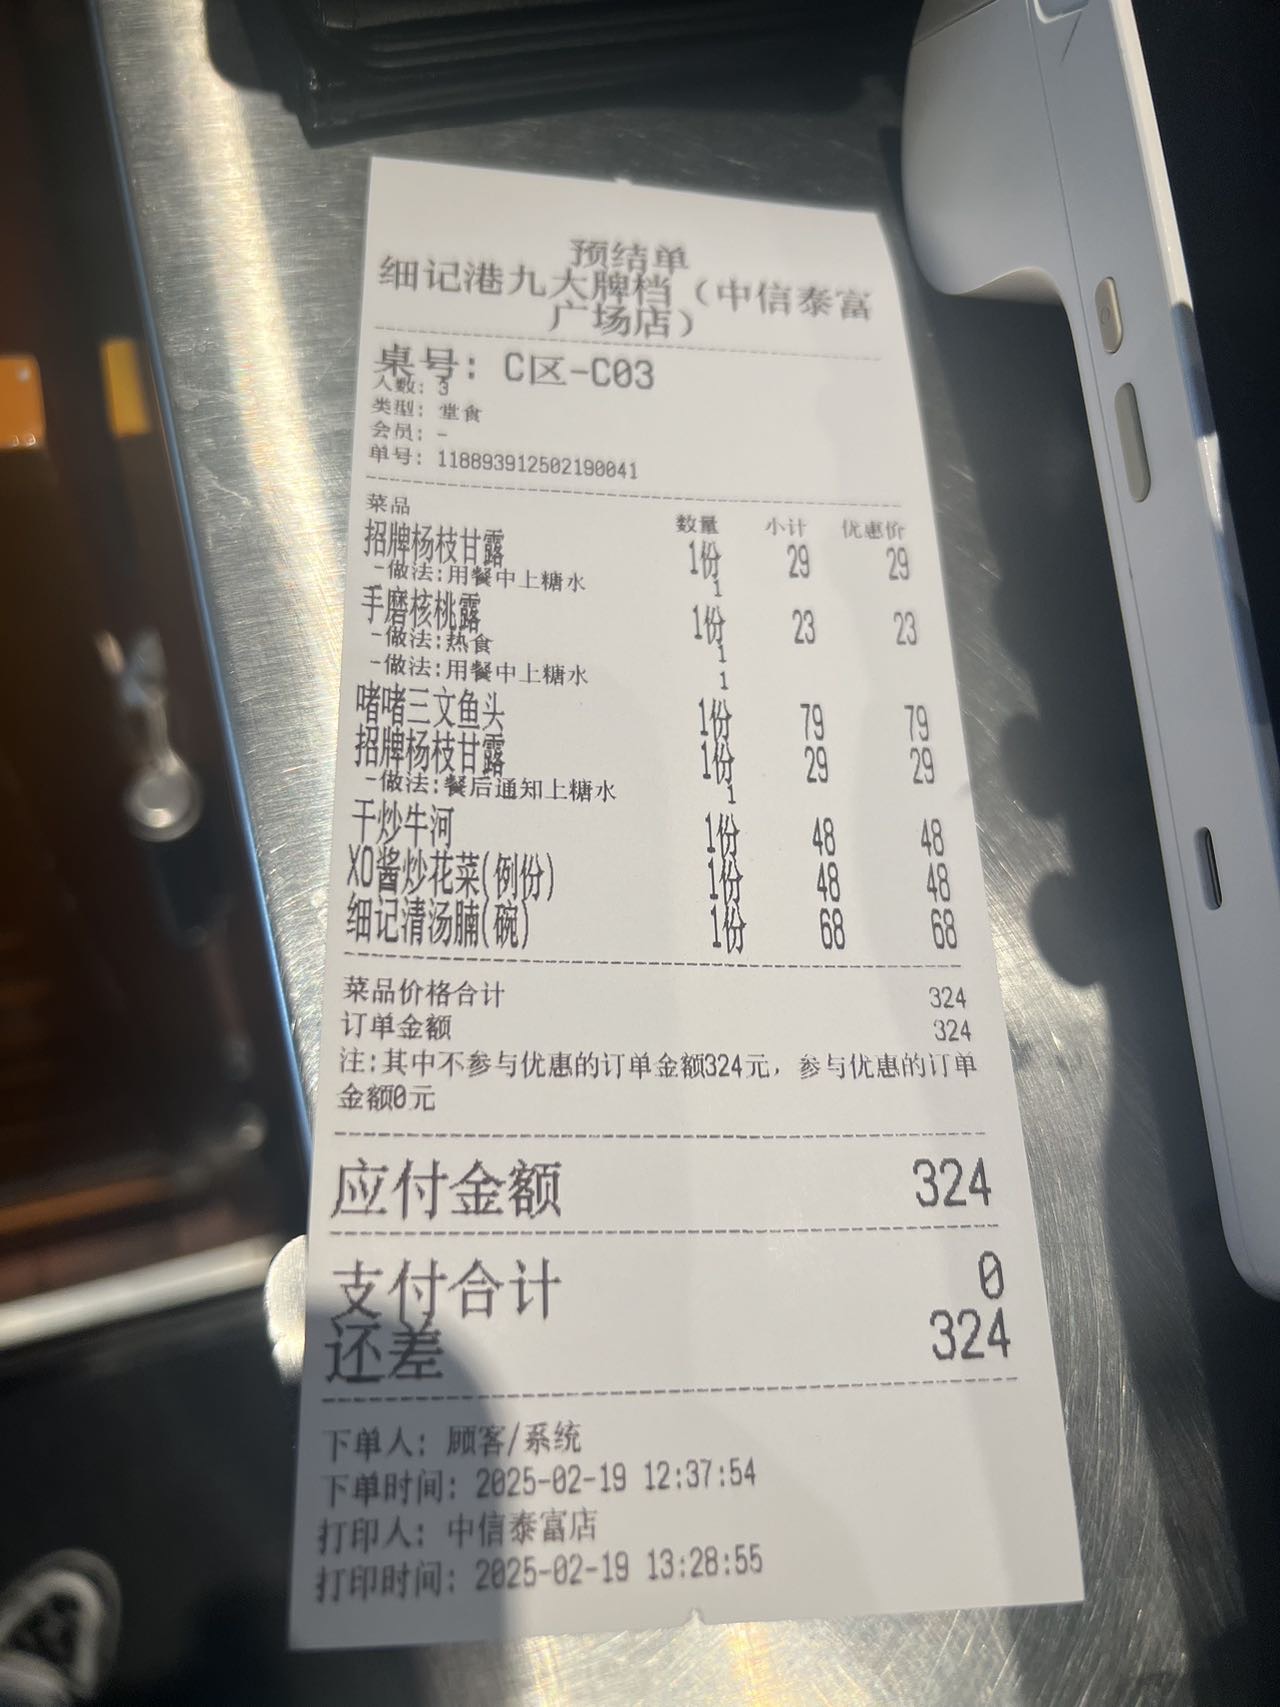 预结单
细记港九大牌档（中信泰富
广场店）
桌号: C区-C03
人数: 3
类型: 堂食
会员: -
单号: 118893912502190041
菜品 数量 小计 优惠价
招牌杨枝甘露 1份 29 29
-做法:用餐中上糖水 1
手磨核桃露 1份 23 23
-做法:热食 1
-做法:用餐中上糖水 1
啫啫三文鱼头 1份 79 79
招牌杨枝甘露 1份 29 29
-做法:餐后通知上糖水 1
干炒牛河 1份 48 48
XO酱炒花菜(例份) 1份 48 48
细记清汤腩(碗) 1份 68 68
菜品价格合计 324
订单金额 324
注:其中不参与优惠的订单金额324元，参与优惠的订单
金额0元
应付金额 324
支付合计 0
还差 324
下单人: 顾客/系统
下单时间: 2025-02-19 12:37:54
打印人: 中信泰富店
打印时间: 2025-02-19 13:28:55